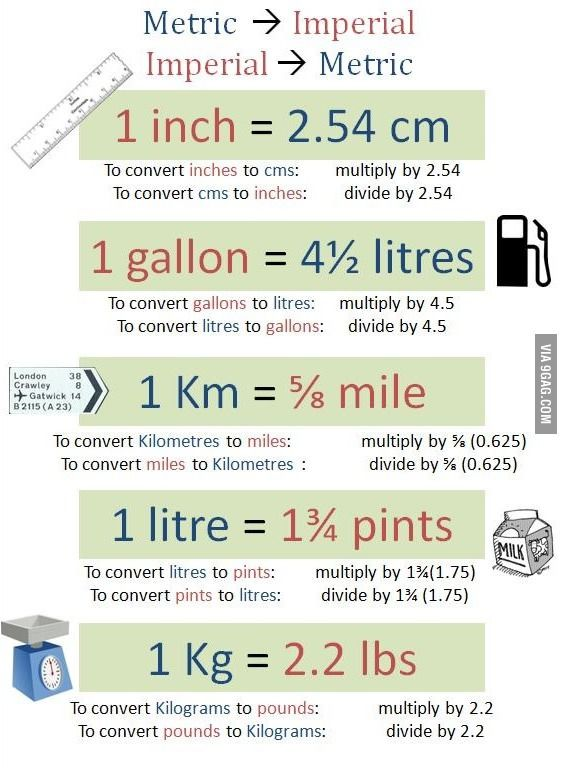 Metric → Imperial
Imperial → Metric
1 inch = 2.54 cm
To convert inches to cms: multiply by 2.54
To convert cms to inches: divide by 2.54
1 gallon = 4½ litres
To convert gallons to litres: multiply by 4.5
To convert litres to gallons: divide by 4.5
VIA 9GAG.COM
London 38
Crawley 8
Gatwick 14
B2115 (A 23)
1 Km = ⅝ mile
To convert Kilometres to miles: multiply by ⅝ (0.625)
To convert miles to Kilometres : divide by ⅝ (0.625)
1 litre = 1¾ pints
MILK
To convert litres to pints: multiply by 1¾(1.75)
To convert pints to litres: divide by 1¾ (1.75)
1 Kg = 2.2 lbs
To convert Kilograms to pounds: multiply by 2.2
To convert pounds to Kilograms: divide by 2.2